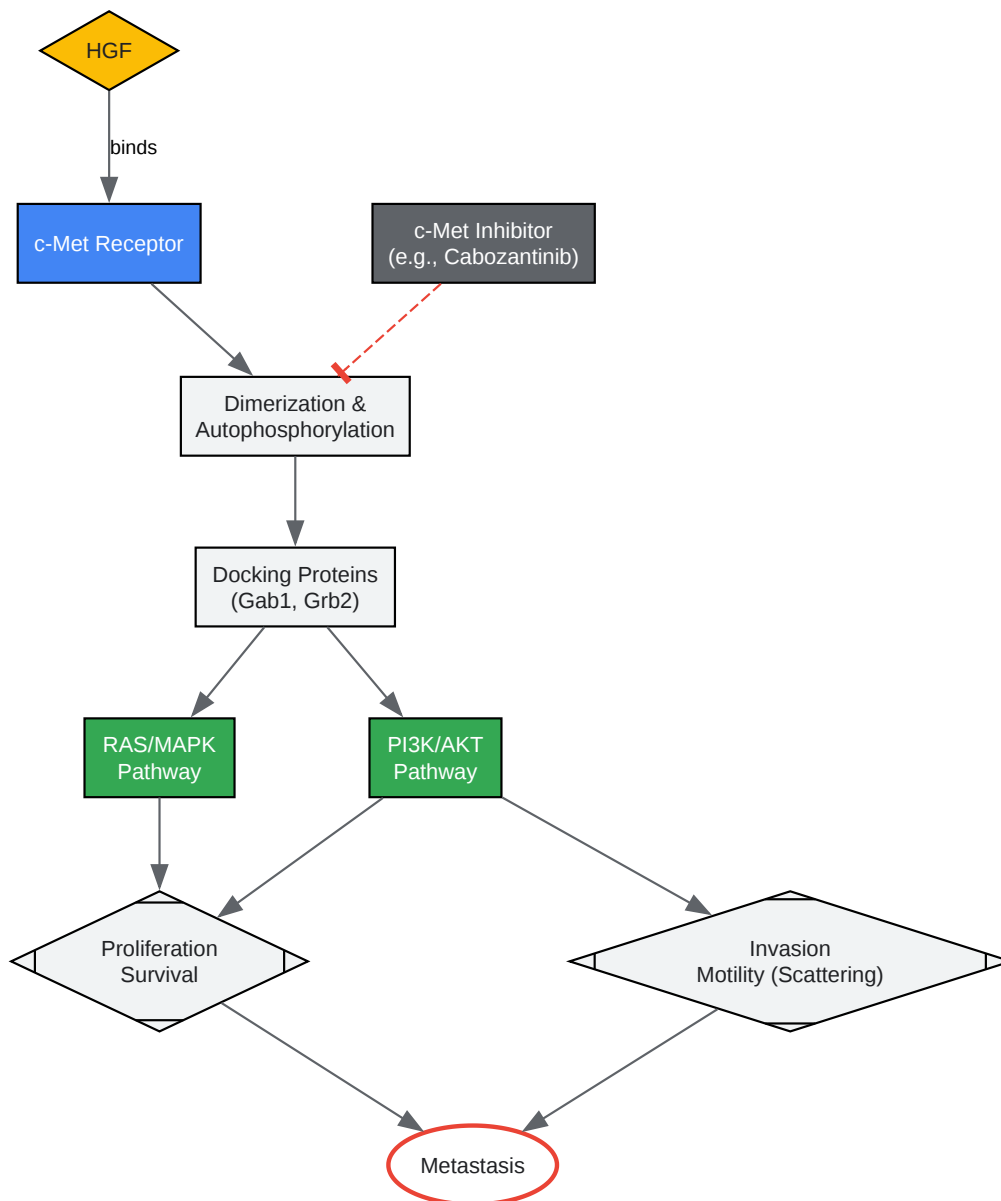 HGF
binds
c-Met Receptor
c-Met Inhibitor
(e.g., Cabozantinib)
Dimerization &
Autophosphorylation
Docking Proteins
(Gab1, Grb2)
RAS/MAPK
Pathway
PI3K/AKT
Pathway
Proliferation
Survival
Invasion
Motility (Scattering)
Metastasis